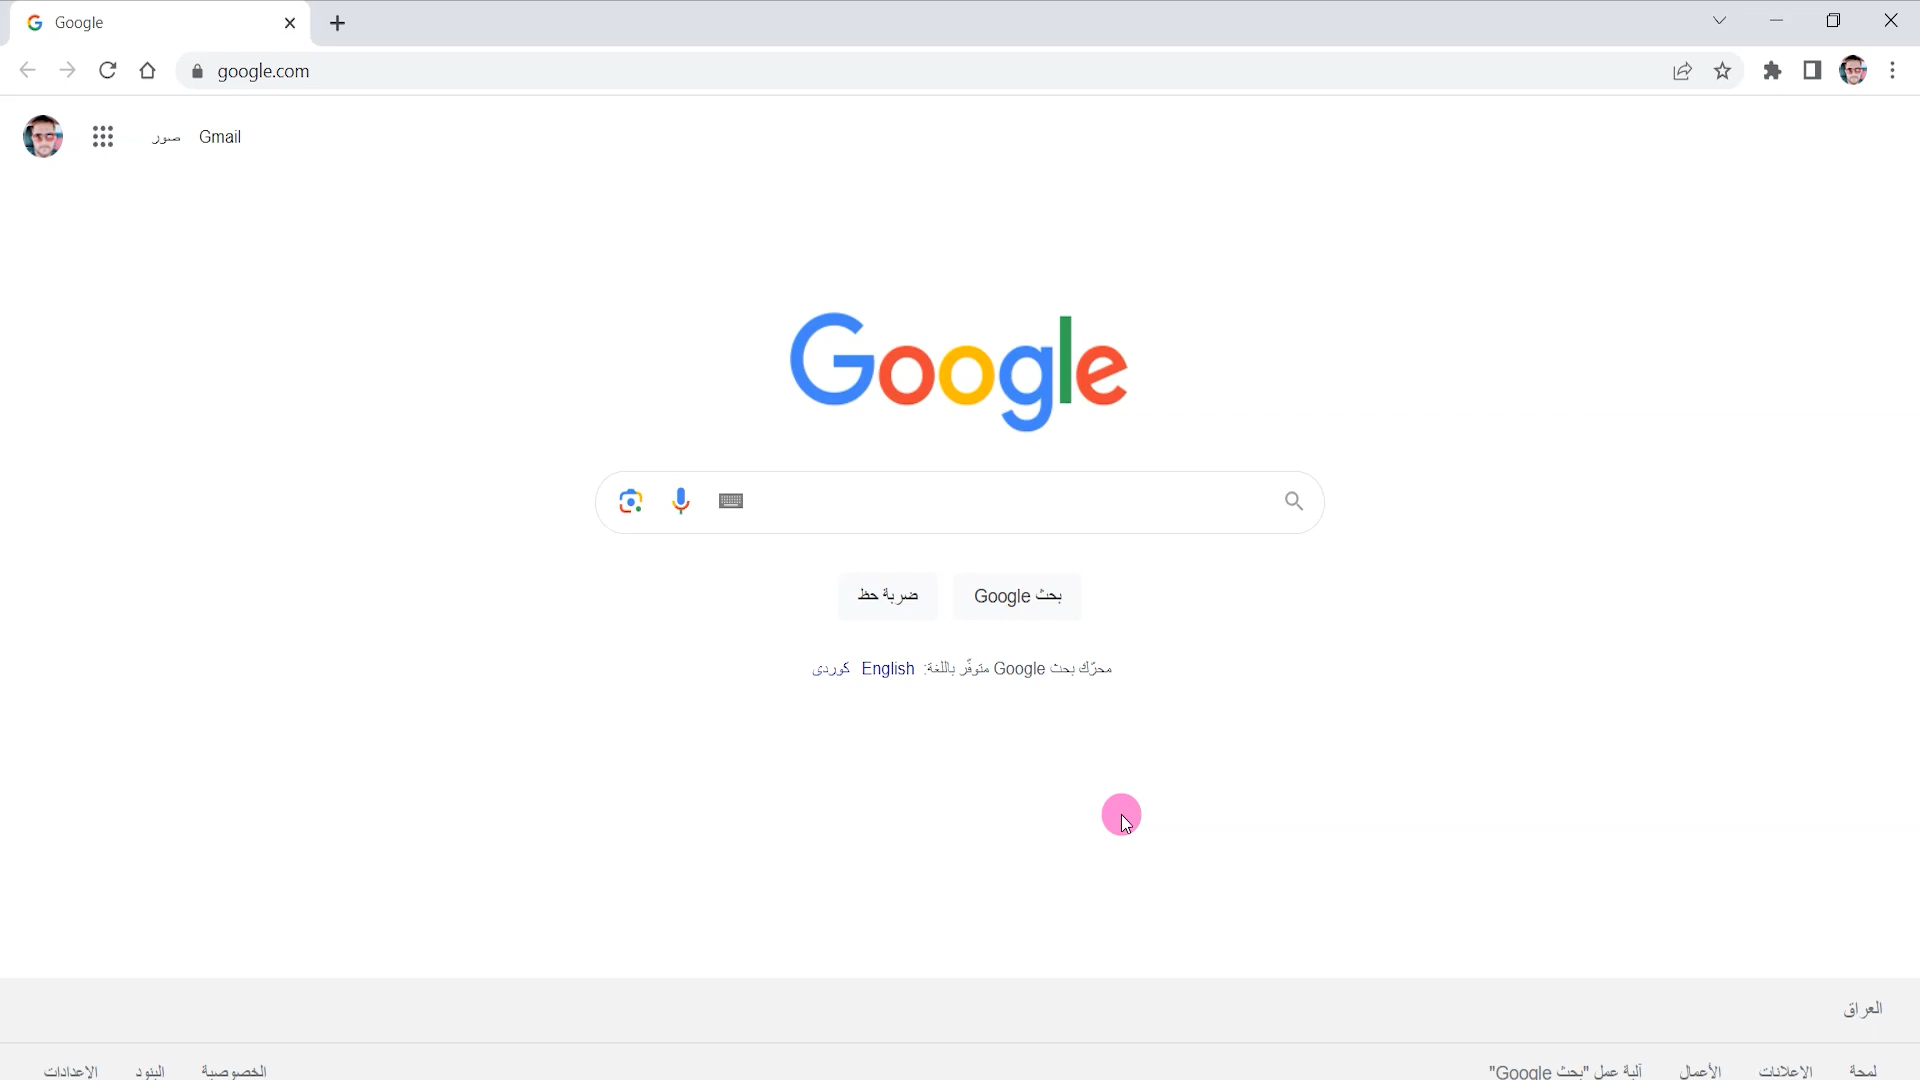 Google
google.com
Gmail صور
Google
بحث Google ضربة حظ
محرّك بحث Google متوفّر باللغة: English كوردی
العراق
لمحة الإعلانات الأعمال آلية عمل "بحث Google" الخصوصية البنود الإعدادات